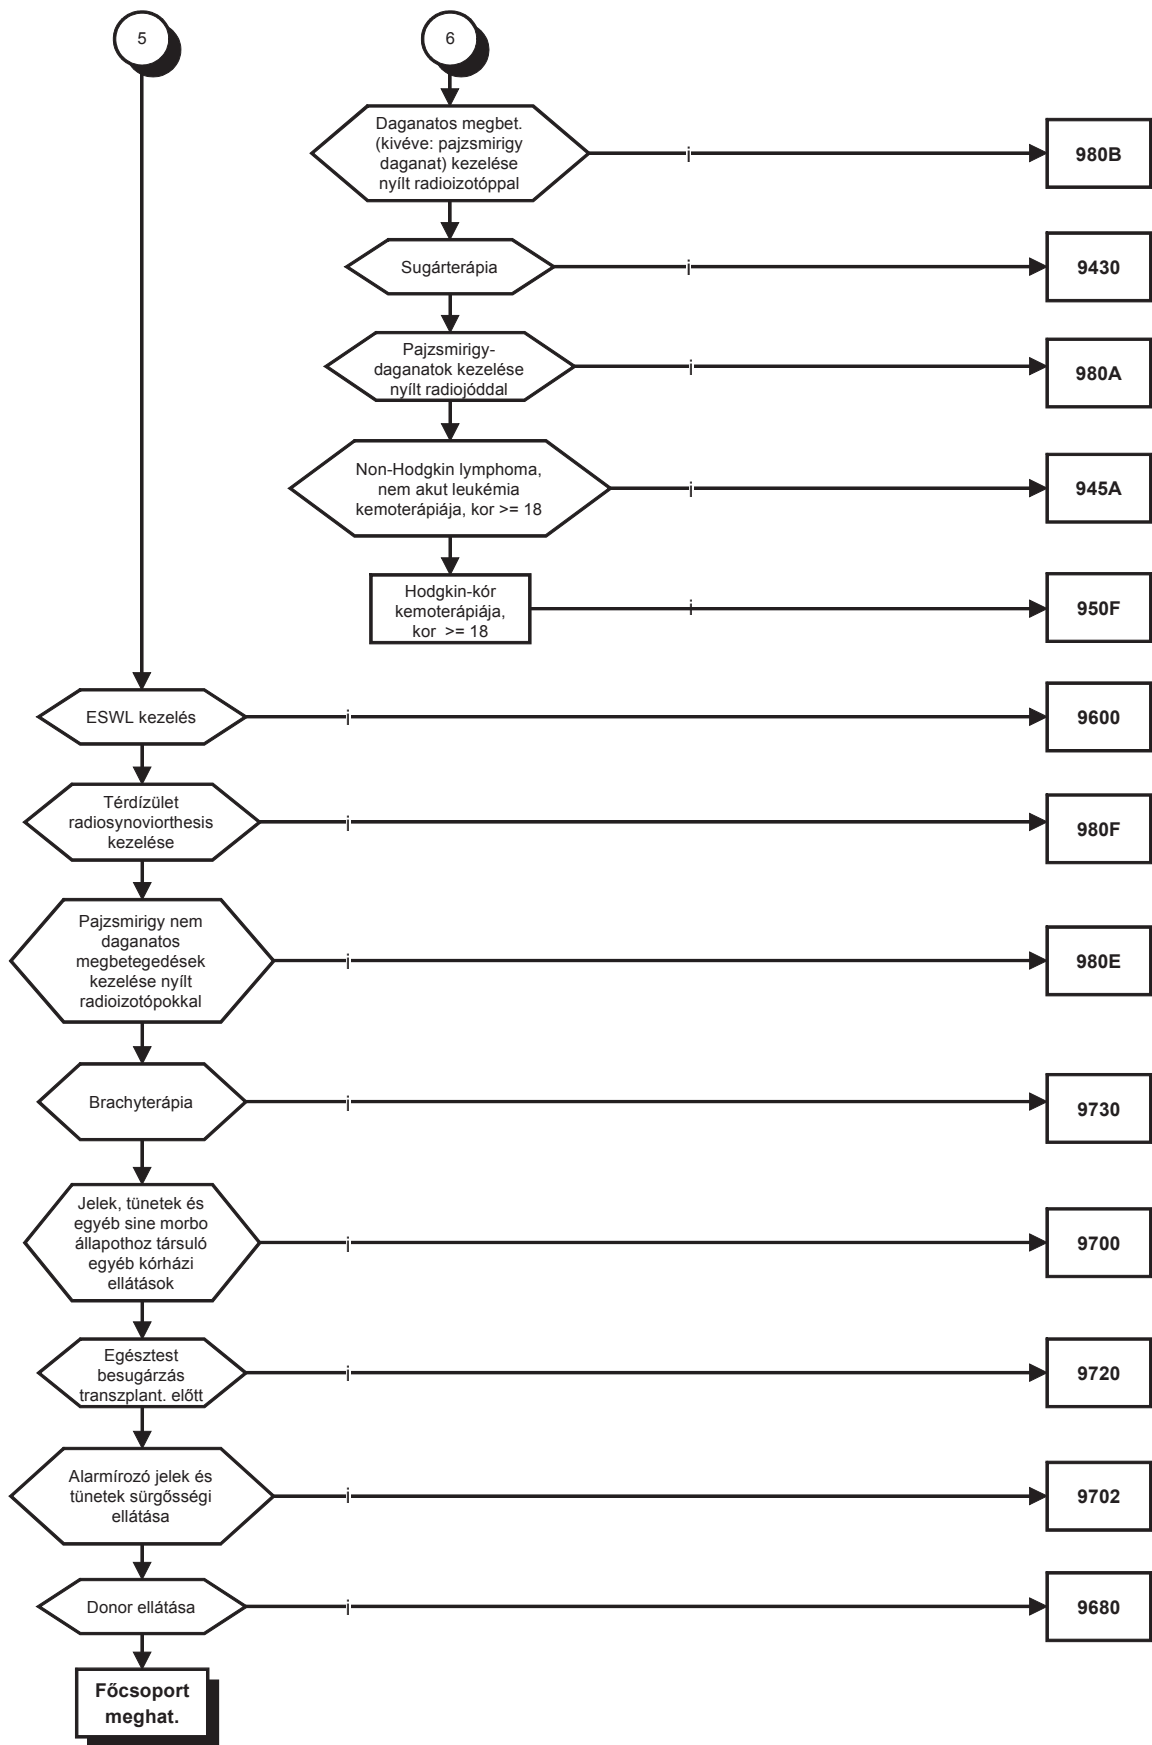 5
6
Daganatos megbet.
(kivéve: pajzsmirigy
daganat) kezelése
nyílt radioizotóppal
i
980B
Sugárterápia
i
9430
Pajzsmirigy-
daganatok kezelése
nyílt radiojóddal
i
980A
Non-Hodgkin lymphoma,
nem akut leukémia
kemoterápiája, kor >= 18
i
945A
Hodgkin-kór
kemoterápiája,
kor >= 18
i
950F
ESWL kezelés
i
9600
Térdízület
radiosynoviorthesis
kezelése
i
980F
Pajzsmirigy nem
daganatos
megbetegedések
kezelése nyílt
radioizotópokkal
i
980E
Brachyterápia
i
9730
Jelek, tünetek és
egyéb sine morbo
állapothoz társuló
egyéb kórházi
ellátások
i
9700
Egésztest
besugárzás
transzplant. előtt
i
9720
Alarmírozó jelek és
tünetek sürgősségi
ellátása
i
9702
Donor ellátása
i
9680
Főcsoport
meghat.